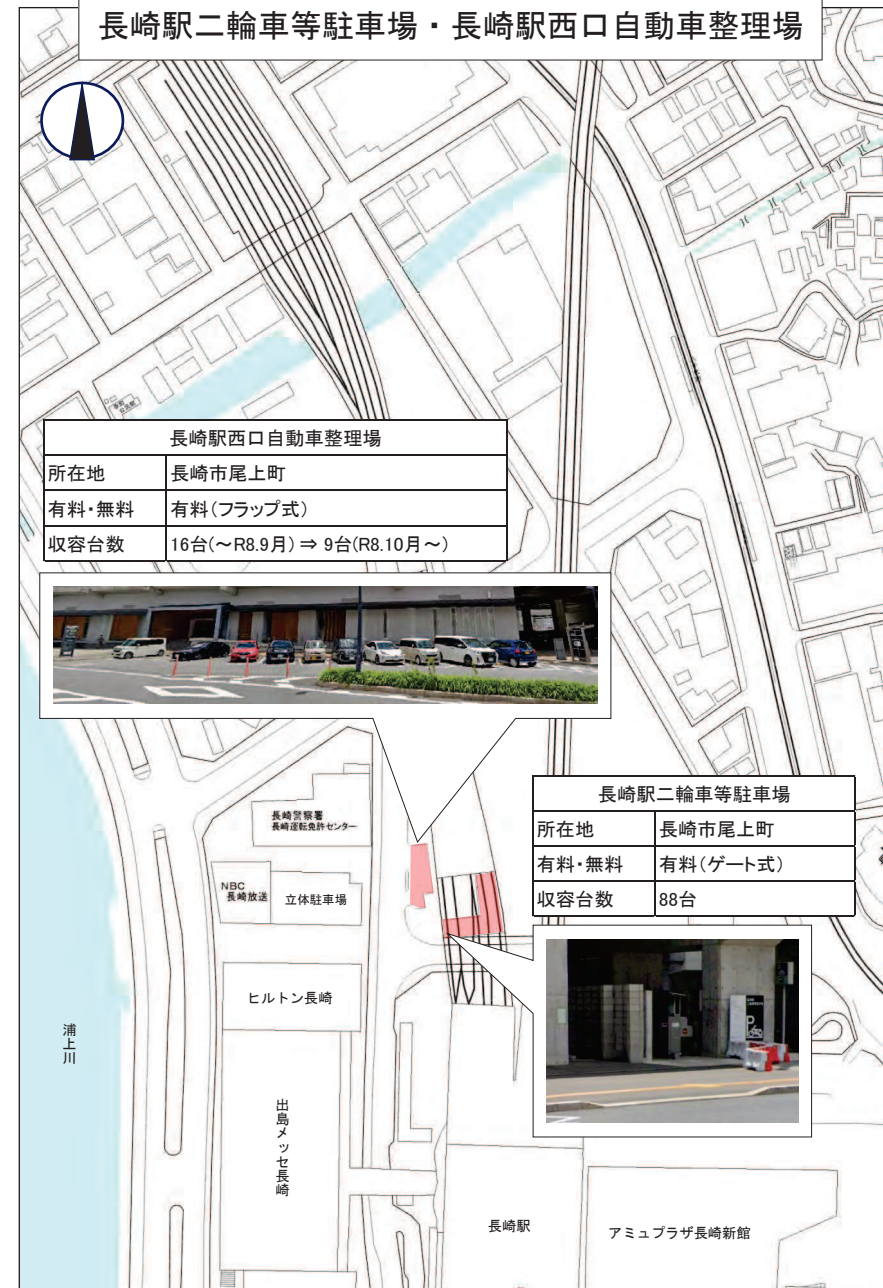 長崎駅二輪車等駐車場・長崎駅西口自動車整理場
長崎駅西口自動車整理場
所在地 長崎市尾上町
有料・無料 有料(フラップ式)
収容台数 16台(～R8.9月) ⇒ 9台(R8.10月～)
長崎駅二輪車等駐車場
所在地 長崎市尾上町
有料・無料 有料(ゲート式)
収容台数 88台
長崎警察署
長崎運転免許センター
NBC
長崎放送
立体駐車場
ヒルトン長崎
浦上川
出島メッセ長崎
長崎駅
アミュプラザ長崎新館
P